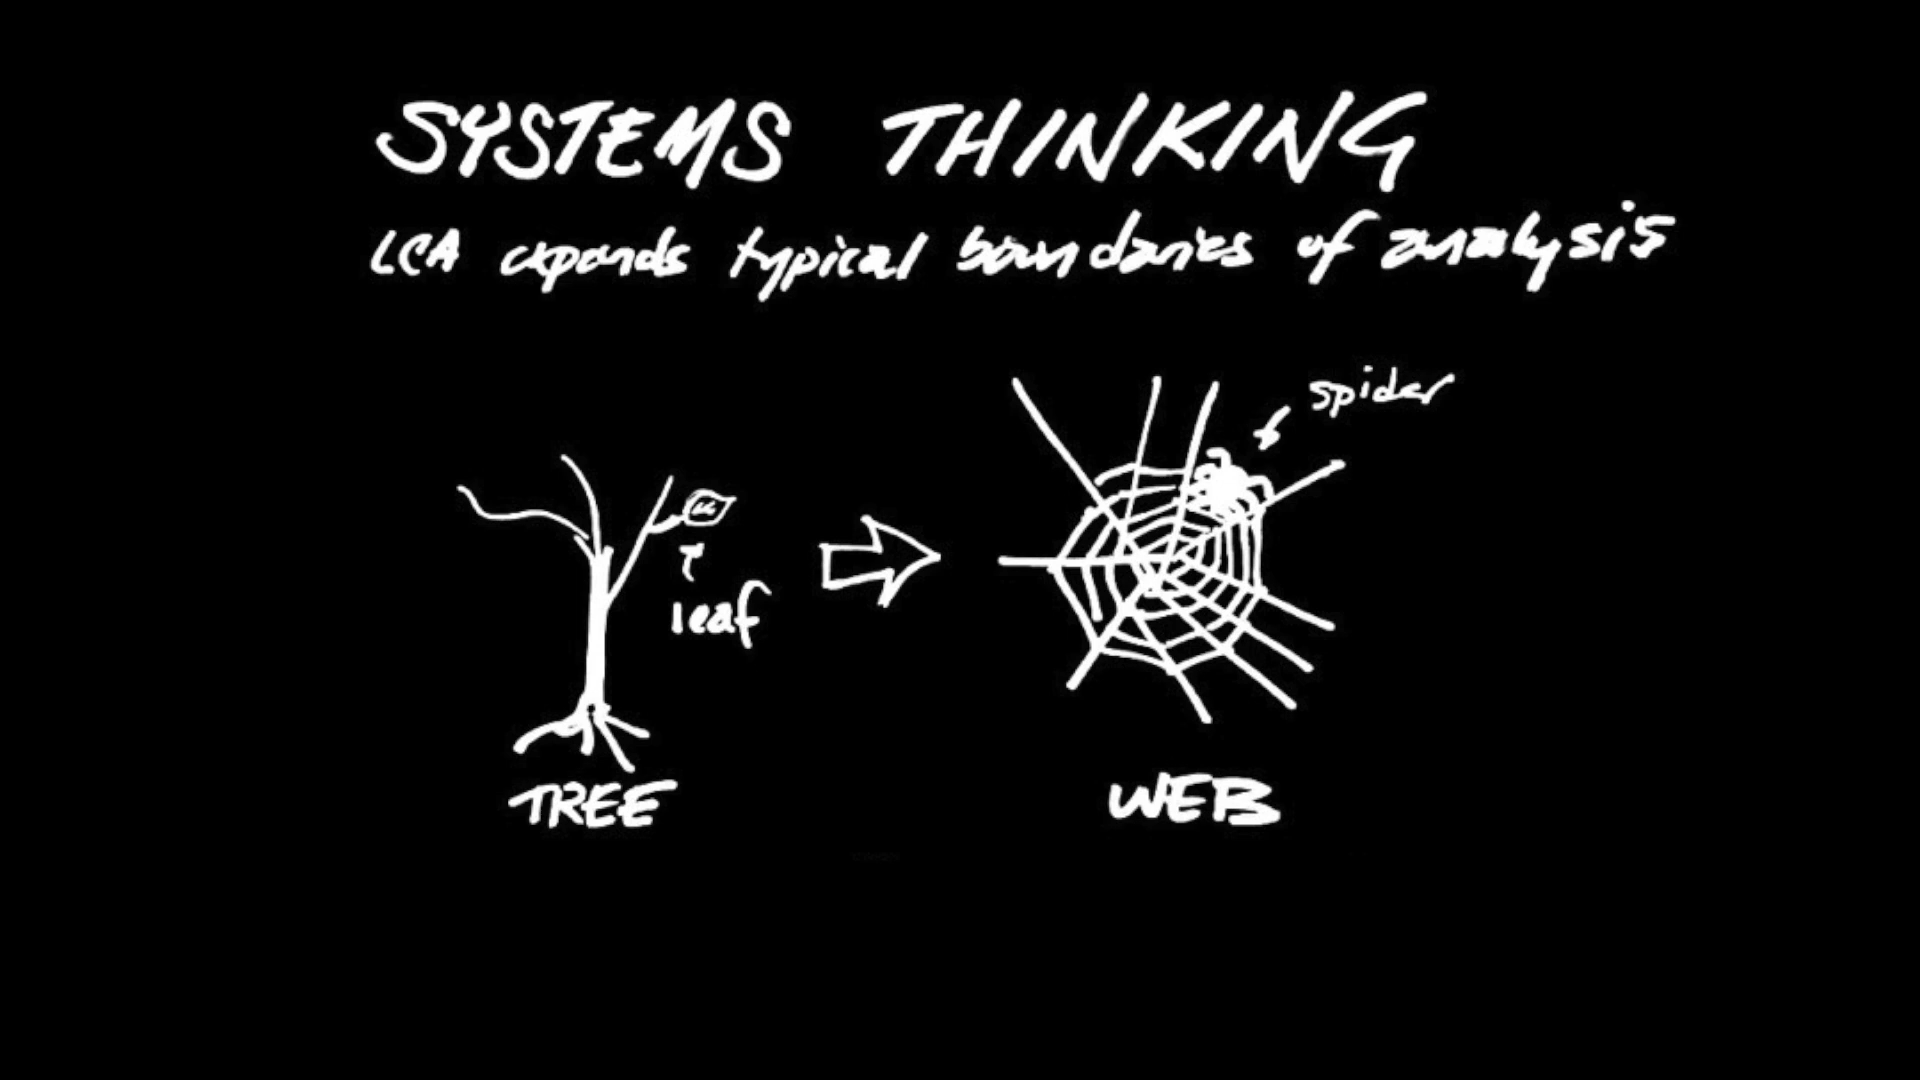 SYSTEMS THINKING
LCA expands typical boundaries of analysis
spider
leaf
TREE
WEB